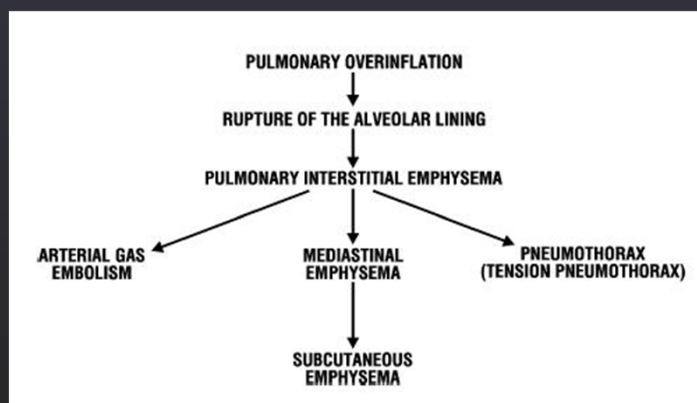 PULMONARY OVERINFLATION
RUPTURE OF THE ALVEOLAR LINING
PULMONARY INTERSTITIAL EMPHYSEMA
ARTERIAL GAS
EMBOLISM
MEDIASTINAL
EMPHYSEMA
PNEUMOTHORAX
(TENSION PNEUMOTHORAX)
SUBCUTANEOUS
EMPHYSEMA